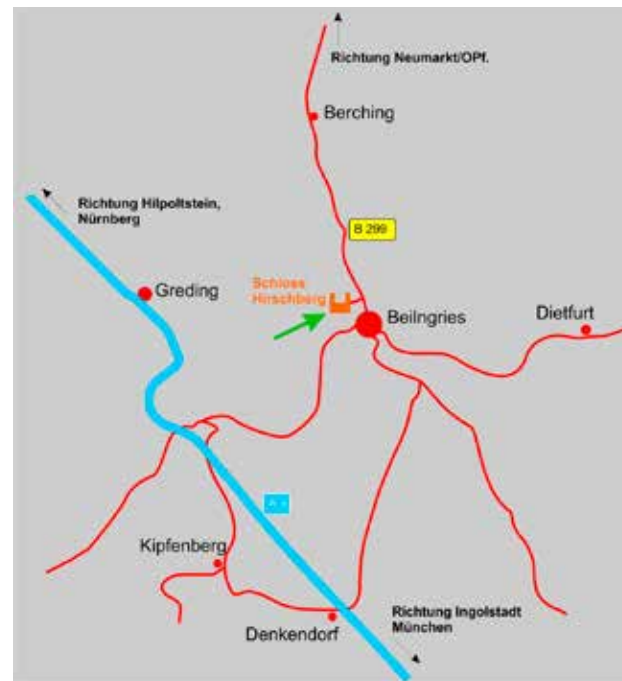 Richtung Neumarkt/OPf.
Berching
Richtung Hilpoltstein,
Nürnberg
B 299
Schloss
Hirschberg
Greding
Beilngries
Dietfurt
Kipfenberg
Denkendorf
Richtung Ingolstadt
München